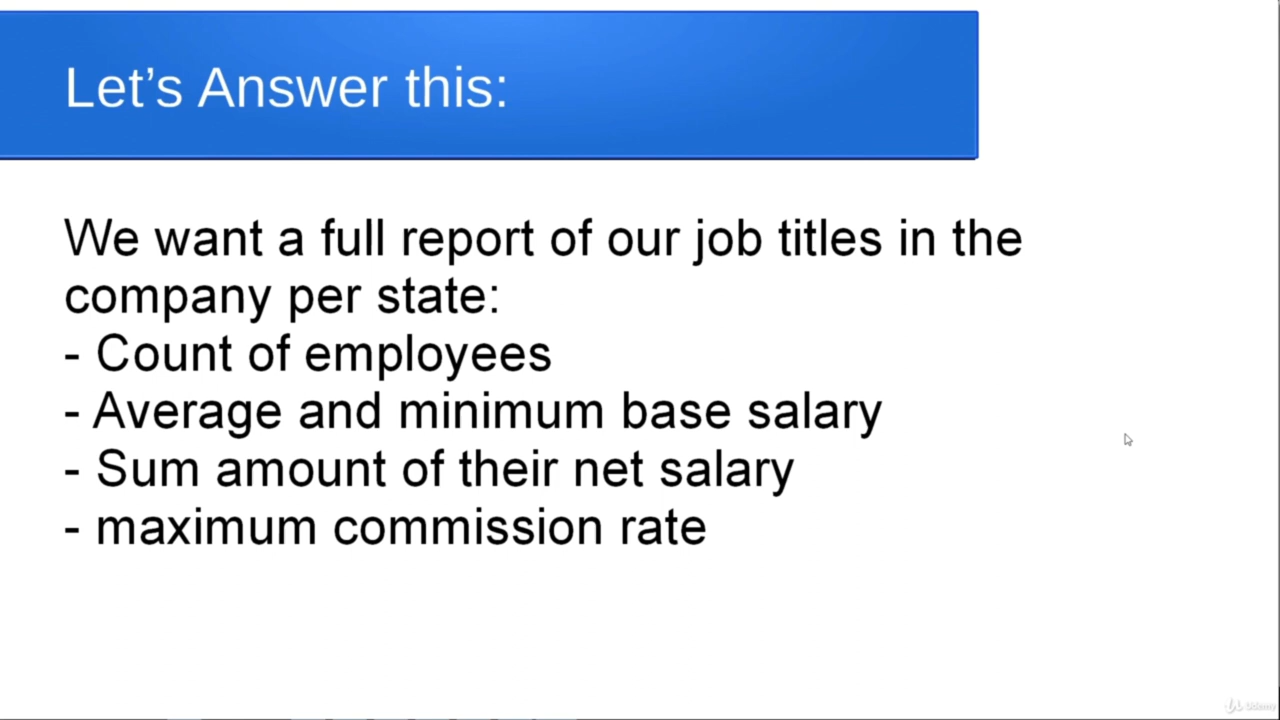 Let's Answer this:
We want a full report of our job titles in the
company per state:
- Count of employees
- Average and minimum base salary
- Sum amount of their net salary
- maximum commission rate
Udemy